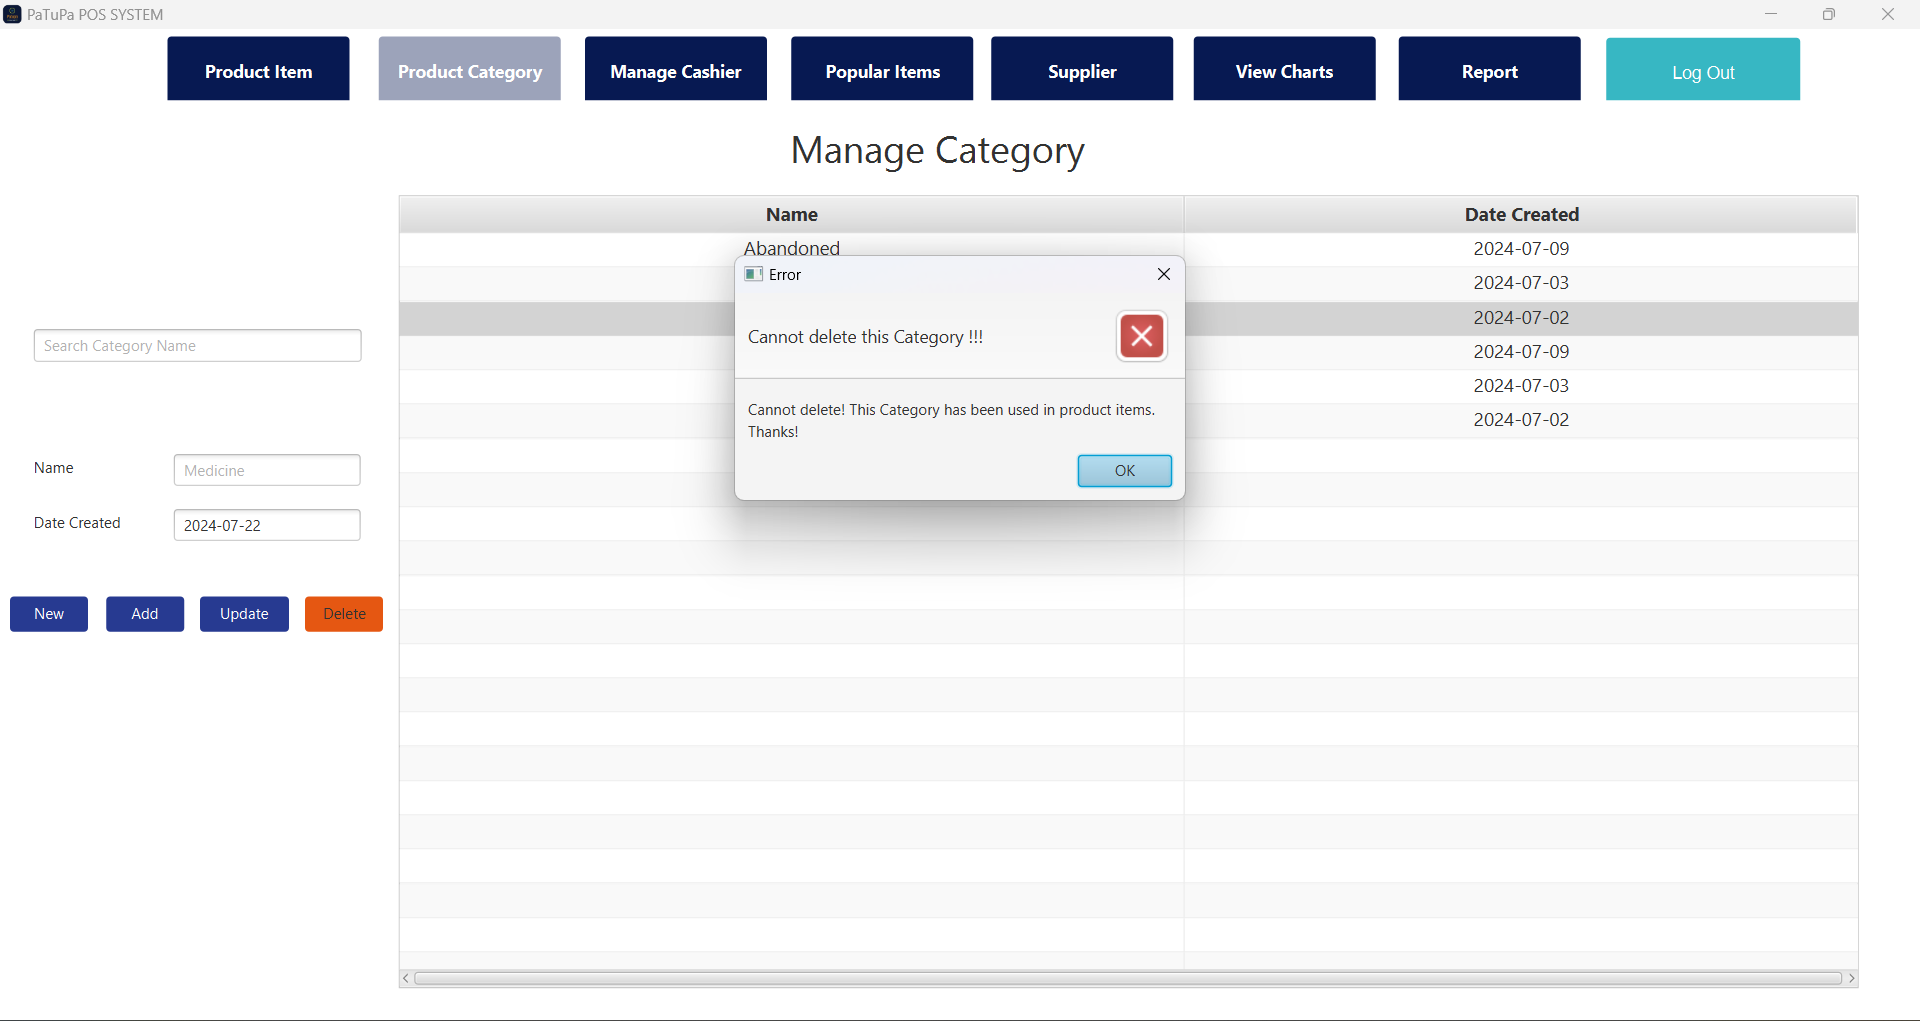 PaTuPa POS SYSTEM
Product Item
Product Category
Manage Cashier
Popular Items
Supplier
View Charts
Report
Log Out
Manage Category
Name
Date Created
Abandoned
2024-07-09
2024-07-03
2024-07-02
2024-07-09
2024-07-03
2024-07-02
Error
Cannot delete this Category !!!
Cannot delete! This Category has been used in product items.
Thanks!
OK
Search Category Name
Name
Medicine
Date Created
2024-07-22
New
Add
Update
Delete